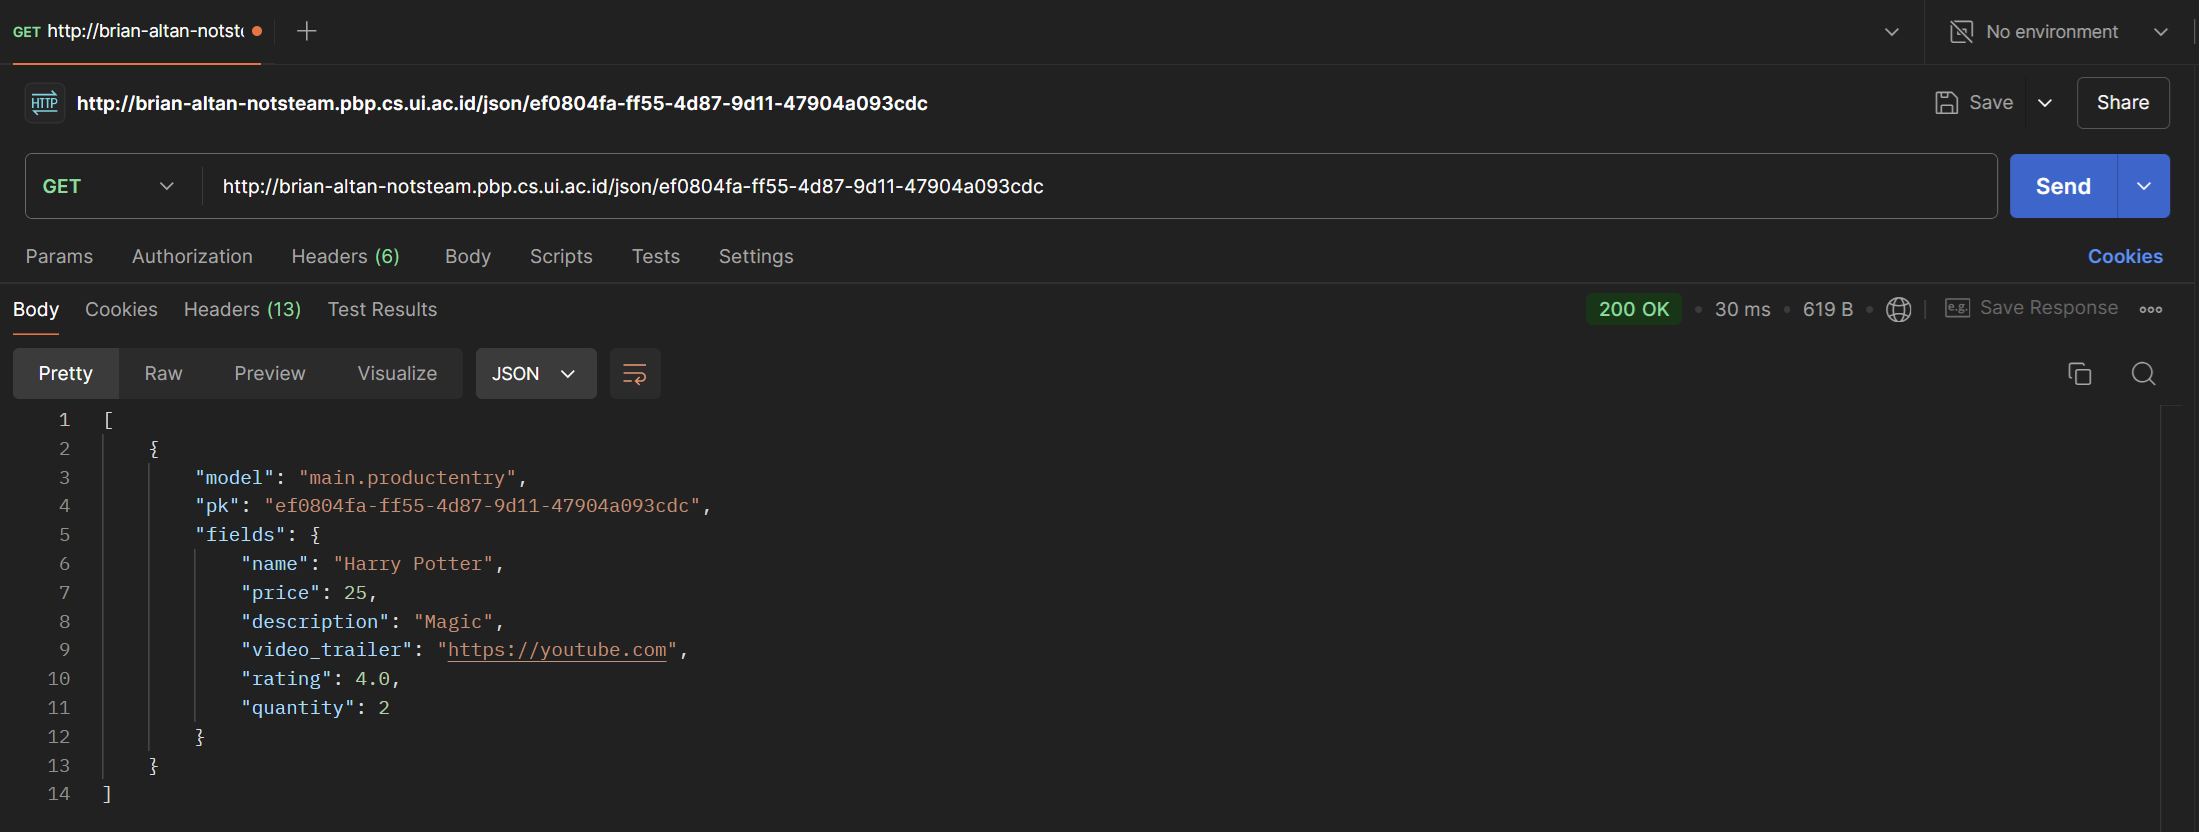 GET http://brian-altan-notste
No environment
HTTP http://brian-altan-notsteam.pbp.cs.ui.ac.id/json/ef0804fa-ff55-4d87-9d11-47904a093cdc
Save
Share
GET http://brian-altan-notsteam.pbp.cs.ui.ac.id/json/ef0804fa-ff55-4d87-9d11-47904a093cdc
Send
Params Authorization Headers (6) Body Scripts Tests Settings Cookies
Body Cookies Headers (13) Test Results 200 OK • 30 ms • 619 B • e.g. Save Response
Pretty Raw Preview Visualize JSON
1 [
2 {
3 "model": "main.productentry",
4 "pk": "ef0804fa-ff55-4d87-9d11-47904a093cdc",
5 "fields": {
6 "name": "Harry Potter",
7 "price": 25,
8 "description": "Magic",
9 "video_trailer": "https://youtube.com",
10 "rating": 4.0,
11 "quantity": 2
12 }
13 }
14 ]